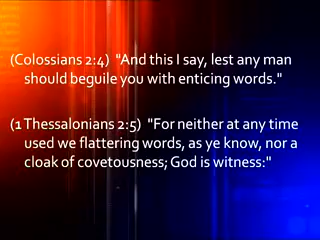 (Colossians 2:4) "And this I say, lest any man
should beguile you with enticing words."
(1 Thessalonians 2:5) "For neither at any time
used we flattering words, as ye know, nor a
cloak of covetousness; God is witness:"